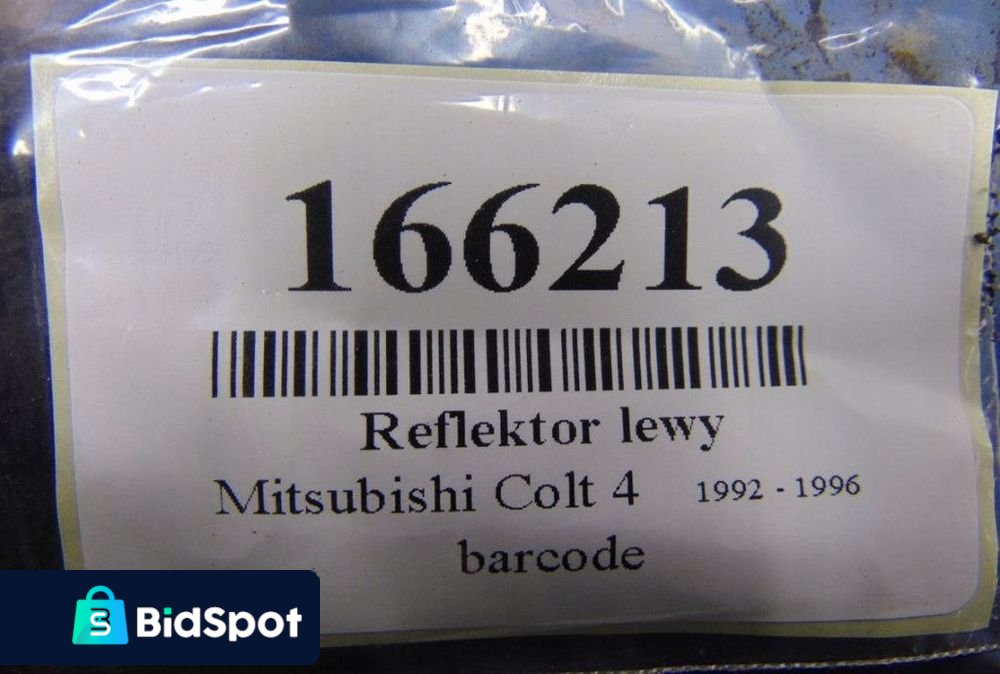 166213
Reflektor lewy
Mitsubishi Colt 4 1992 - 1996
barcode
BidSpot